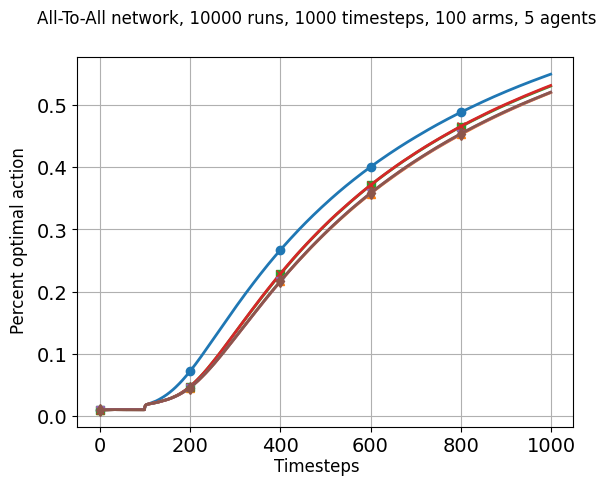 All-To-All network, 10000 runs, 1000 timesteps, 100 arms, 5 agents
Percent optimal action
0.5
0.4
0.3
0.2
0.1
0.0
0 200 400 600 800 1000
Timesteps